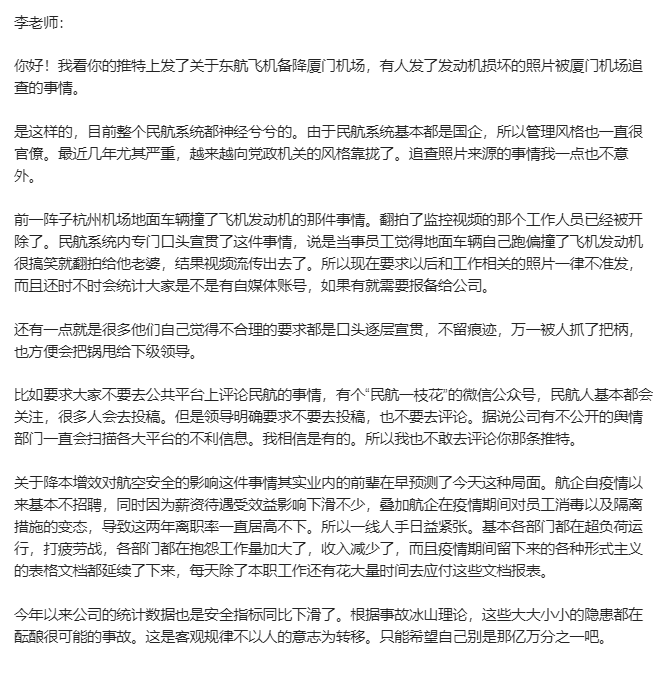 李老师：
你好！我看你的推特上发了关于东航飞机备降厦门机场，有人发了发动机损坏的照片被厦门机场追
查的事情。
是这样的，目前整个民航系统都神经兮兮的。由于民航系统基本都是国企，所以管理风格也一直很
官僚。最近几年尤其严重，越来越向党政机关的风格靠拢了。追查照片来源的事情我一点也不意
外。
前一阵子杭州机场地面车辆撞了飞机发动机的那件事情。翻拍了监控视频的那个工作人员已经被开
除了。民航系统内专门口头宣贯了这件事情，说是当事员工觉得地面车辆自己跑偏撞了飞机发动机
很搞笑就翻拍给他老婆，结果视频流传出去了。所以现在要求以后和工作相关的照片一律不准发，
而且还时不时会统计大家是不是有自媒体账号，如果有就需要报备给公司。
还有一点就是很多他们自己觉得不合理的要求都是口头逐层宣贯，不留痕迹，万一被人抓了把柄，
也方便会把锅甩给下级领导。
比如要求大家不要去公共平台上评论民航的事情，有个“民航一枝花”的微信公众号，民航人基本都会
关注，很多人会去投稿。但是领导明确要求不要去投稿，也不要去评论。据说公司有不公开的舆情
部门一直会扫描各大平台的不利信息。我相信是有的。所以我也不敢去评论你那条推特。
关于降本增效对航空安全的影响这件事情其实业内的前辈在早预测了今天这种局面。航企自疫情以
来基本不招聘，同时因为薪资待遇受效益影响下滑不少，叠加航企在疫情期间对员工消毒以及隔离
措施的变态，导致这两年离职率一直居高不下。所以一线人手日益紧张。基本各部门都在超负荷运
行，打疲劳战，各部门都在抱怨工作量加大了，收入减少了，而且疫情期间留下来的各种形式主义
的表格文档都延续了下来，每天除了本职工作还有花大量时间去应付这些文档报表。
今年以来公司的统计数据也是安全指标同比下滑了。根据事故冰山理论，这些大大小小的隐患都在
酝酿很可能的事故。这是客观规律不以人的意志为转移。只能希望自己别是那亿万分之一吧。